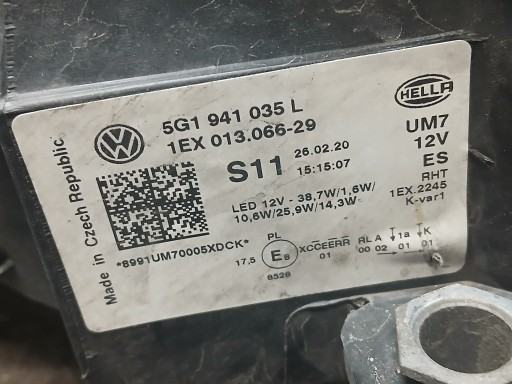 5G1 941 035 L
1EX 013.066-29
HELLA
S11
26.02.20
15:15:07
UM7
12V
ES
RHT
1EX.2245
K-var1
LED 12V - 38,7W/1,6W/
10,6W/25,9W/14,3W
Made in Czech Republic
*8991UM70005XDCK*
PL
17,5 E8 XCCEERR RL A 1a K
01 00 02 01 01
8528